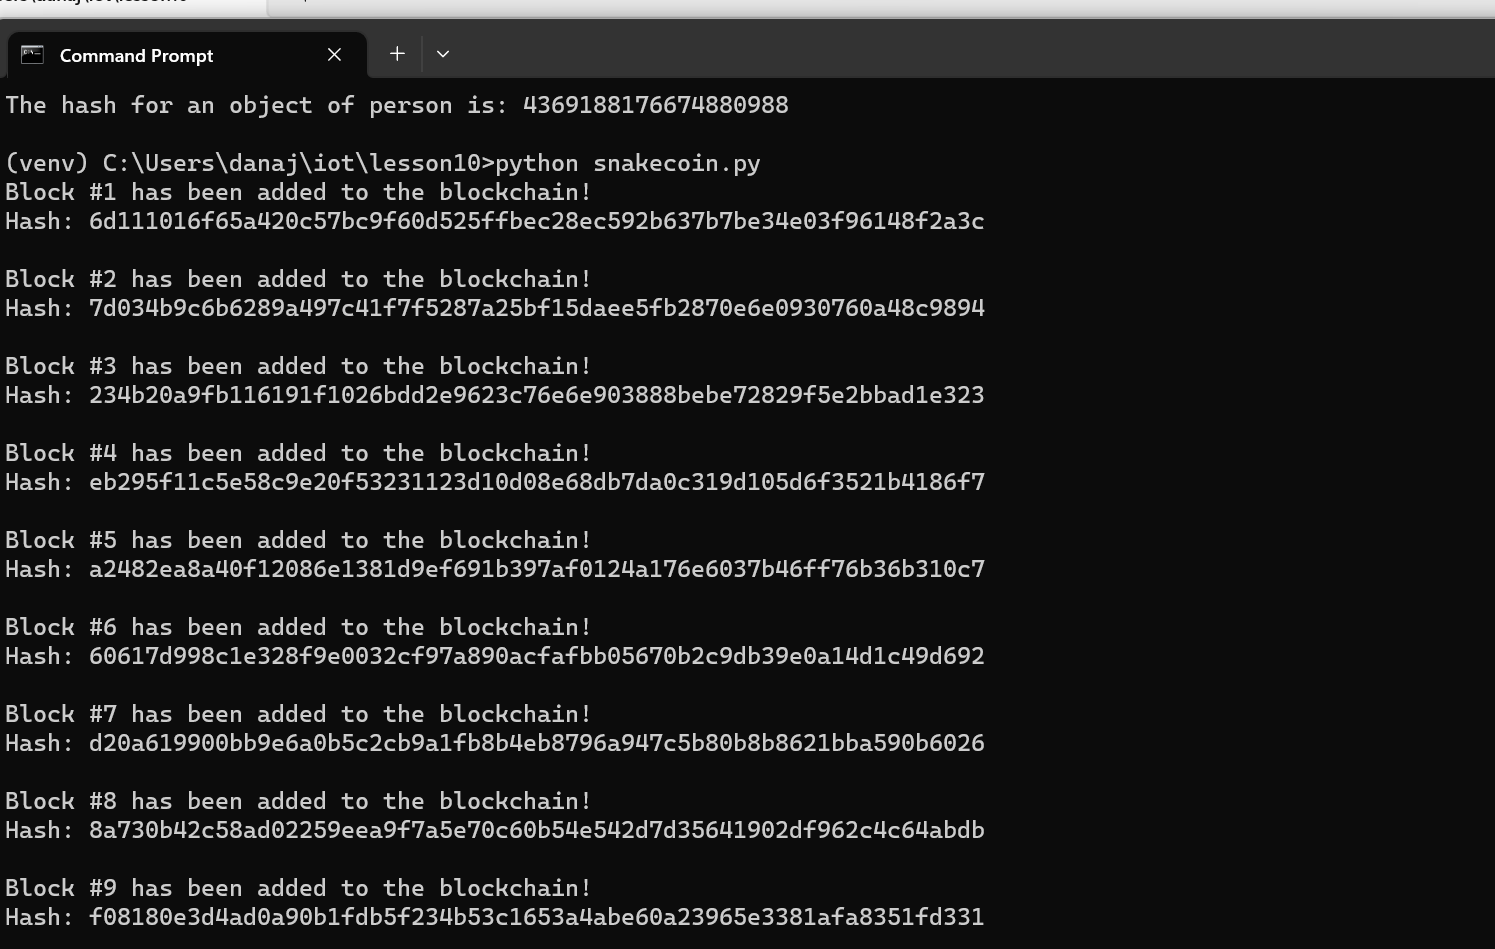 Command Prompt
The hash for an object of person is: 4369188176674880988
(venv) C:\Users\danaj\iot\lesson10>python snakecoin.py
Block #1 has been added to the blockchain!
Hash: 6d111016f65a420c57bc9f60d525ffbec28ec592b637b7be34e03f96148f2a3c
Block #2 has been added to the blockchain!
Hash: 7d034b9c6b6289a497c41f7f5287a25bf15daee5fb2870e6e0930760a48c9894
Block #3 has been added to the blockchain!
Hash: 234b20a9fb116191f1026bdd2e9623c76e6e903888bebe72829f5e2bbad1e323
Block #4 has been added to the blockchain!
Hash: eb295f11c5e58c9e20f53231123d10d08e68db7da0c319d105d6f3521b4186f7
Block #5 has been added to the blockchain!
Hash: a2482ea8a40f12086e1381d9ef691b397af0124a176e6037b46ff76b36b310c7
Block #6 has been added to the blockchain!
Hash: 60617d998c1e328f9e0032cf97a890acfafbb05670b2c9db39e0a14d1c49d692
Block #7 has been added to the blockchain!
Hash: d20a619900bb9e6a0b5c2cb9a1fb8b4eb8796a947c5b80b8b8621bba590b6026
Block #8 has been added to the blockchain!
Hash: 8a730b42c58ad02259eea9f7a5e70c60b54e542d7d35641902df962c4c64abdb
Block #9 has been added to the blockchain!
Hash: f08180e3d4ad0a90b1fdb5f234b53c1653a4abe60a23965e3381afa8351fd331